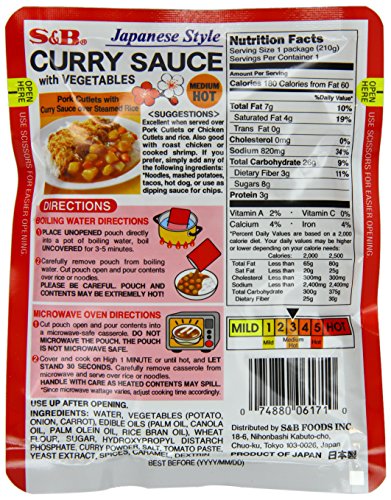 S&B® Japanese Style
CURRY SAUCE
with VEGETABLES
MEDIUM
HOT
OPEN HERE
USE SCISSORS FOR EASIER OPENING.
Pork Cutlets with
Curry Sauce over Steamed Rice
<SUGGESTIONS>
Excellent when served over
Pork Cutlets or Chicken
Cutlets and rice. Also good
with roast chicken or
cooked shrimp. If you
prefer, simply add any of
the following ingredients:
*Noodles, mashed potatoes,
tacos, hot dog, or use as
dipping sauce for chips.
DIRECTIONS
BOILING WATER DIRECTIONS
1 PLACE UNOPENED pouch directly
into a pot of boiling water, boil
UNCOVERED for 3-5 minutes.
2 Carefully remove pouch from boiling
water. Cut pouch open and pour contents
over rice or noodles.
PLEASE BE CAREFUL. POUCH AND
CONTENTS MAY BE EXTREMELY HOT!
MICROWAVE OVEN DIRECTIONS
1 Cut pouch open and pour contents into
a microwave-safe casserole. DO NOT
MICROWAVE THE POUCH. THE POUCH
IS NOT MICROWAVE SAFE.
2 Cover and cook on High 1 MINUTE or until hot, and LET
STAND 30 SECONDS. Carefully remove casserole from
microwave and serve over rice or noodles.
HANDLE WITH CARE AS HEATED CONTENTS MAY SPILL.
*Since microwave wattage varies, adjust cooking time accordingly.
USE UP AFTER OPENING.
INGREDIENTS: WATER, VEGETABLES (POTATO,
ONION, CARROT), EDIBLE OILS (PALM OIL, CANOLA
OIL, PALM OLEIN OIL, RICE BRAN OIL), WHEAT
FLOUR, SUGAR, HYDROXYPROPYL DISTARCH
PHOSPHATE, CURRY POWDER, SALT, TOMATO PASTE,
YEAST EXTRACT, SPICES, CARAMEL, DEXTRIN
BEST BEFORE (YYYY/MM/DD)
Nutrition Facts
Serving Size 1 package (210g)
Servings Per Container 1
Amount Per Serving
Calories 180 Calories from Fat 60
%Daily Value*
Total Fat 7g 10%
Saturated Fat 4g 19%
Trans Fat 0g
Cholesterol 0mg 0%
Sodium 820mg 34%
Total Carbohydrate 26g 9%
Dietary Fiber 3g 11%
Sugars 8g
Protein 3g
Vitamin A 2% · Vitamin C 0%
Calcium 4% · Iron 4%
*Percent Daily Values are based on a 2,000
calorie diet. Your daily values may be higher
or lower depending on your calorie needs:
Calories: 2,000 2,500
Total Fat Less than 65g 80g
Sat Fat Less than 20g 25g
Cholesterol Less than 300mg 300mg
Sodium Less than 2,400mg 2,400mg
Total Carbohydrate 300g 375g
Dietary Fiber 25g 30g
MILD 1 2 3 4 5 HOT
Medium
Hot
0 74880 06171 0
Distributed by S&B FOODS INC.
18-6, Nihonbashi Kabuto-cho,
Chuo-ku, Tokyo 103-0026, Japan
PRODUCT OF JAPAN 日本製
OPEN HERE
USE SCISSORS FOR EASIER OPENING.